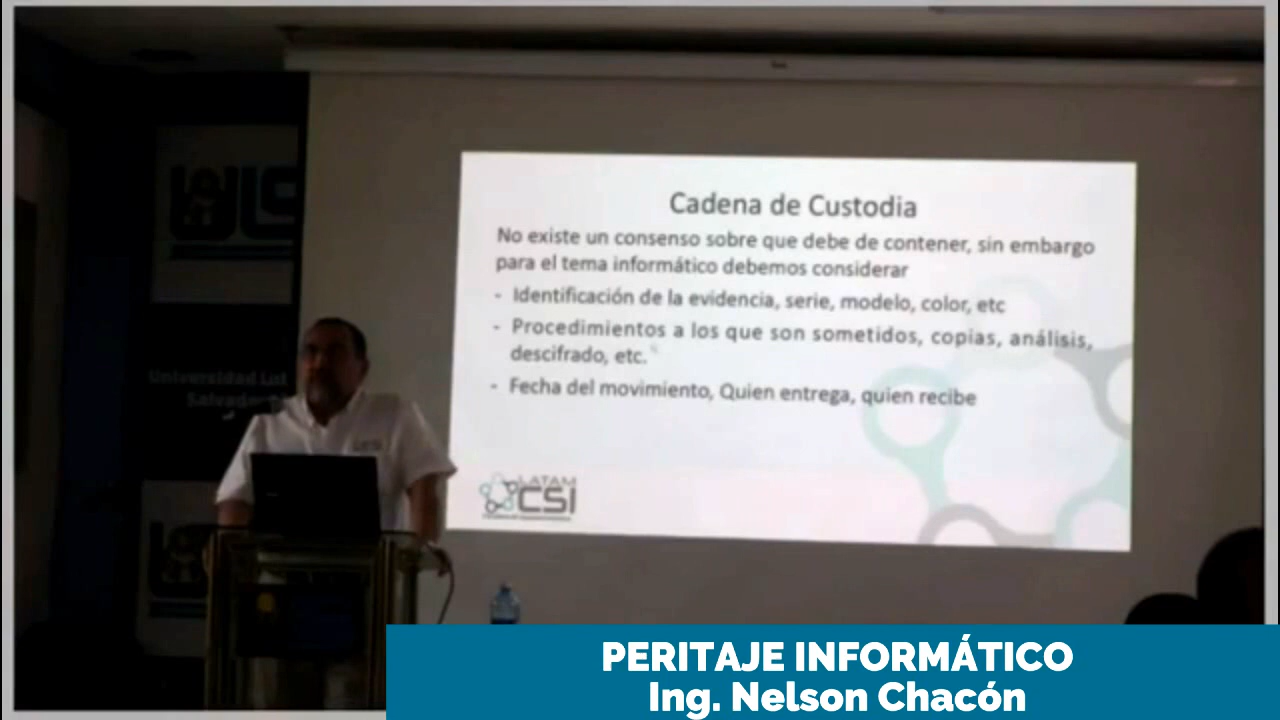 Cadena de Custodia
No existe un consenso sobre que debe de contener, sin embargo
para el tema informático debemos considerar
- Identificación de la evidencia, serie, modelo, color, etc
- Procedimientos a los que son sometidos, copias, análisis,
descifrado, etc.
- Fecha del movimiento, Quien entrega, quien recibe
LATAM
CSI
Universidad
PERITAJE INFORMÁTICO
Ing. Nelson Chacón